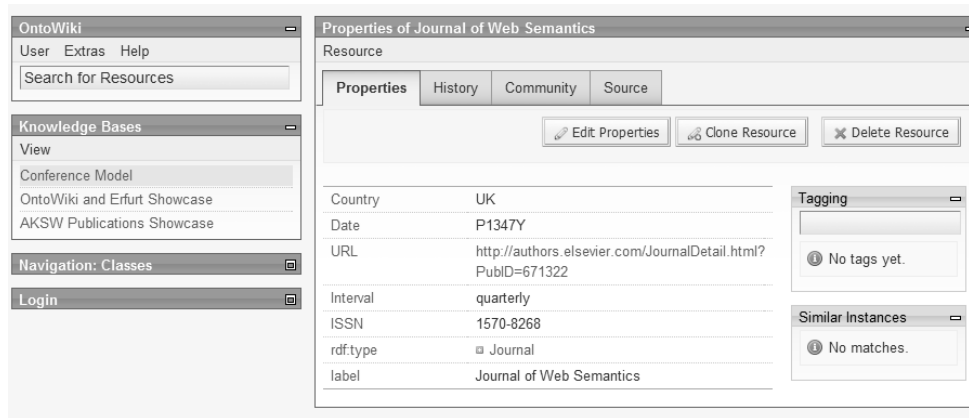 OntoWiki
User Extras Help
Search for Resources
Knowledge Bases
View
Conference Model
OntoWiki and Erfurt Showcase
AKSW Publications Showcase
Navigation: Classes
Login
Properties of Journal of Web Semantics
Resource
Properties History Community Source
Edit Properties Clone Resource Delete Resource
Country UK
Date P1347Y
URL http://authors.elsevier.com/JournalDetail.html?
PubID=671322
Interval quarterly
ISSN 1570-8268
rdf:type Journal
label Journal of Web Semantics
Tagging
No tags yet.
Similar Instances
No matches.